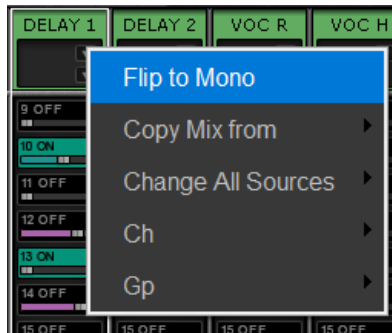 DELAY 1 DELAY 2 VOC R VOC H
Flip to Mono
9 OFF
Copy Mix from
10 ON
Change All Sources
11 OFF
12 OFF
Ch
13 ON
Gp
14 OFF
15 OFF 15 OFF 15 OFF 15 OFF